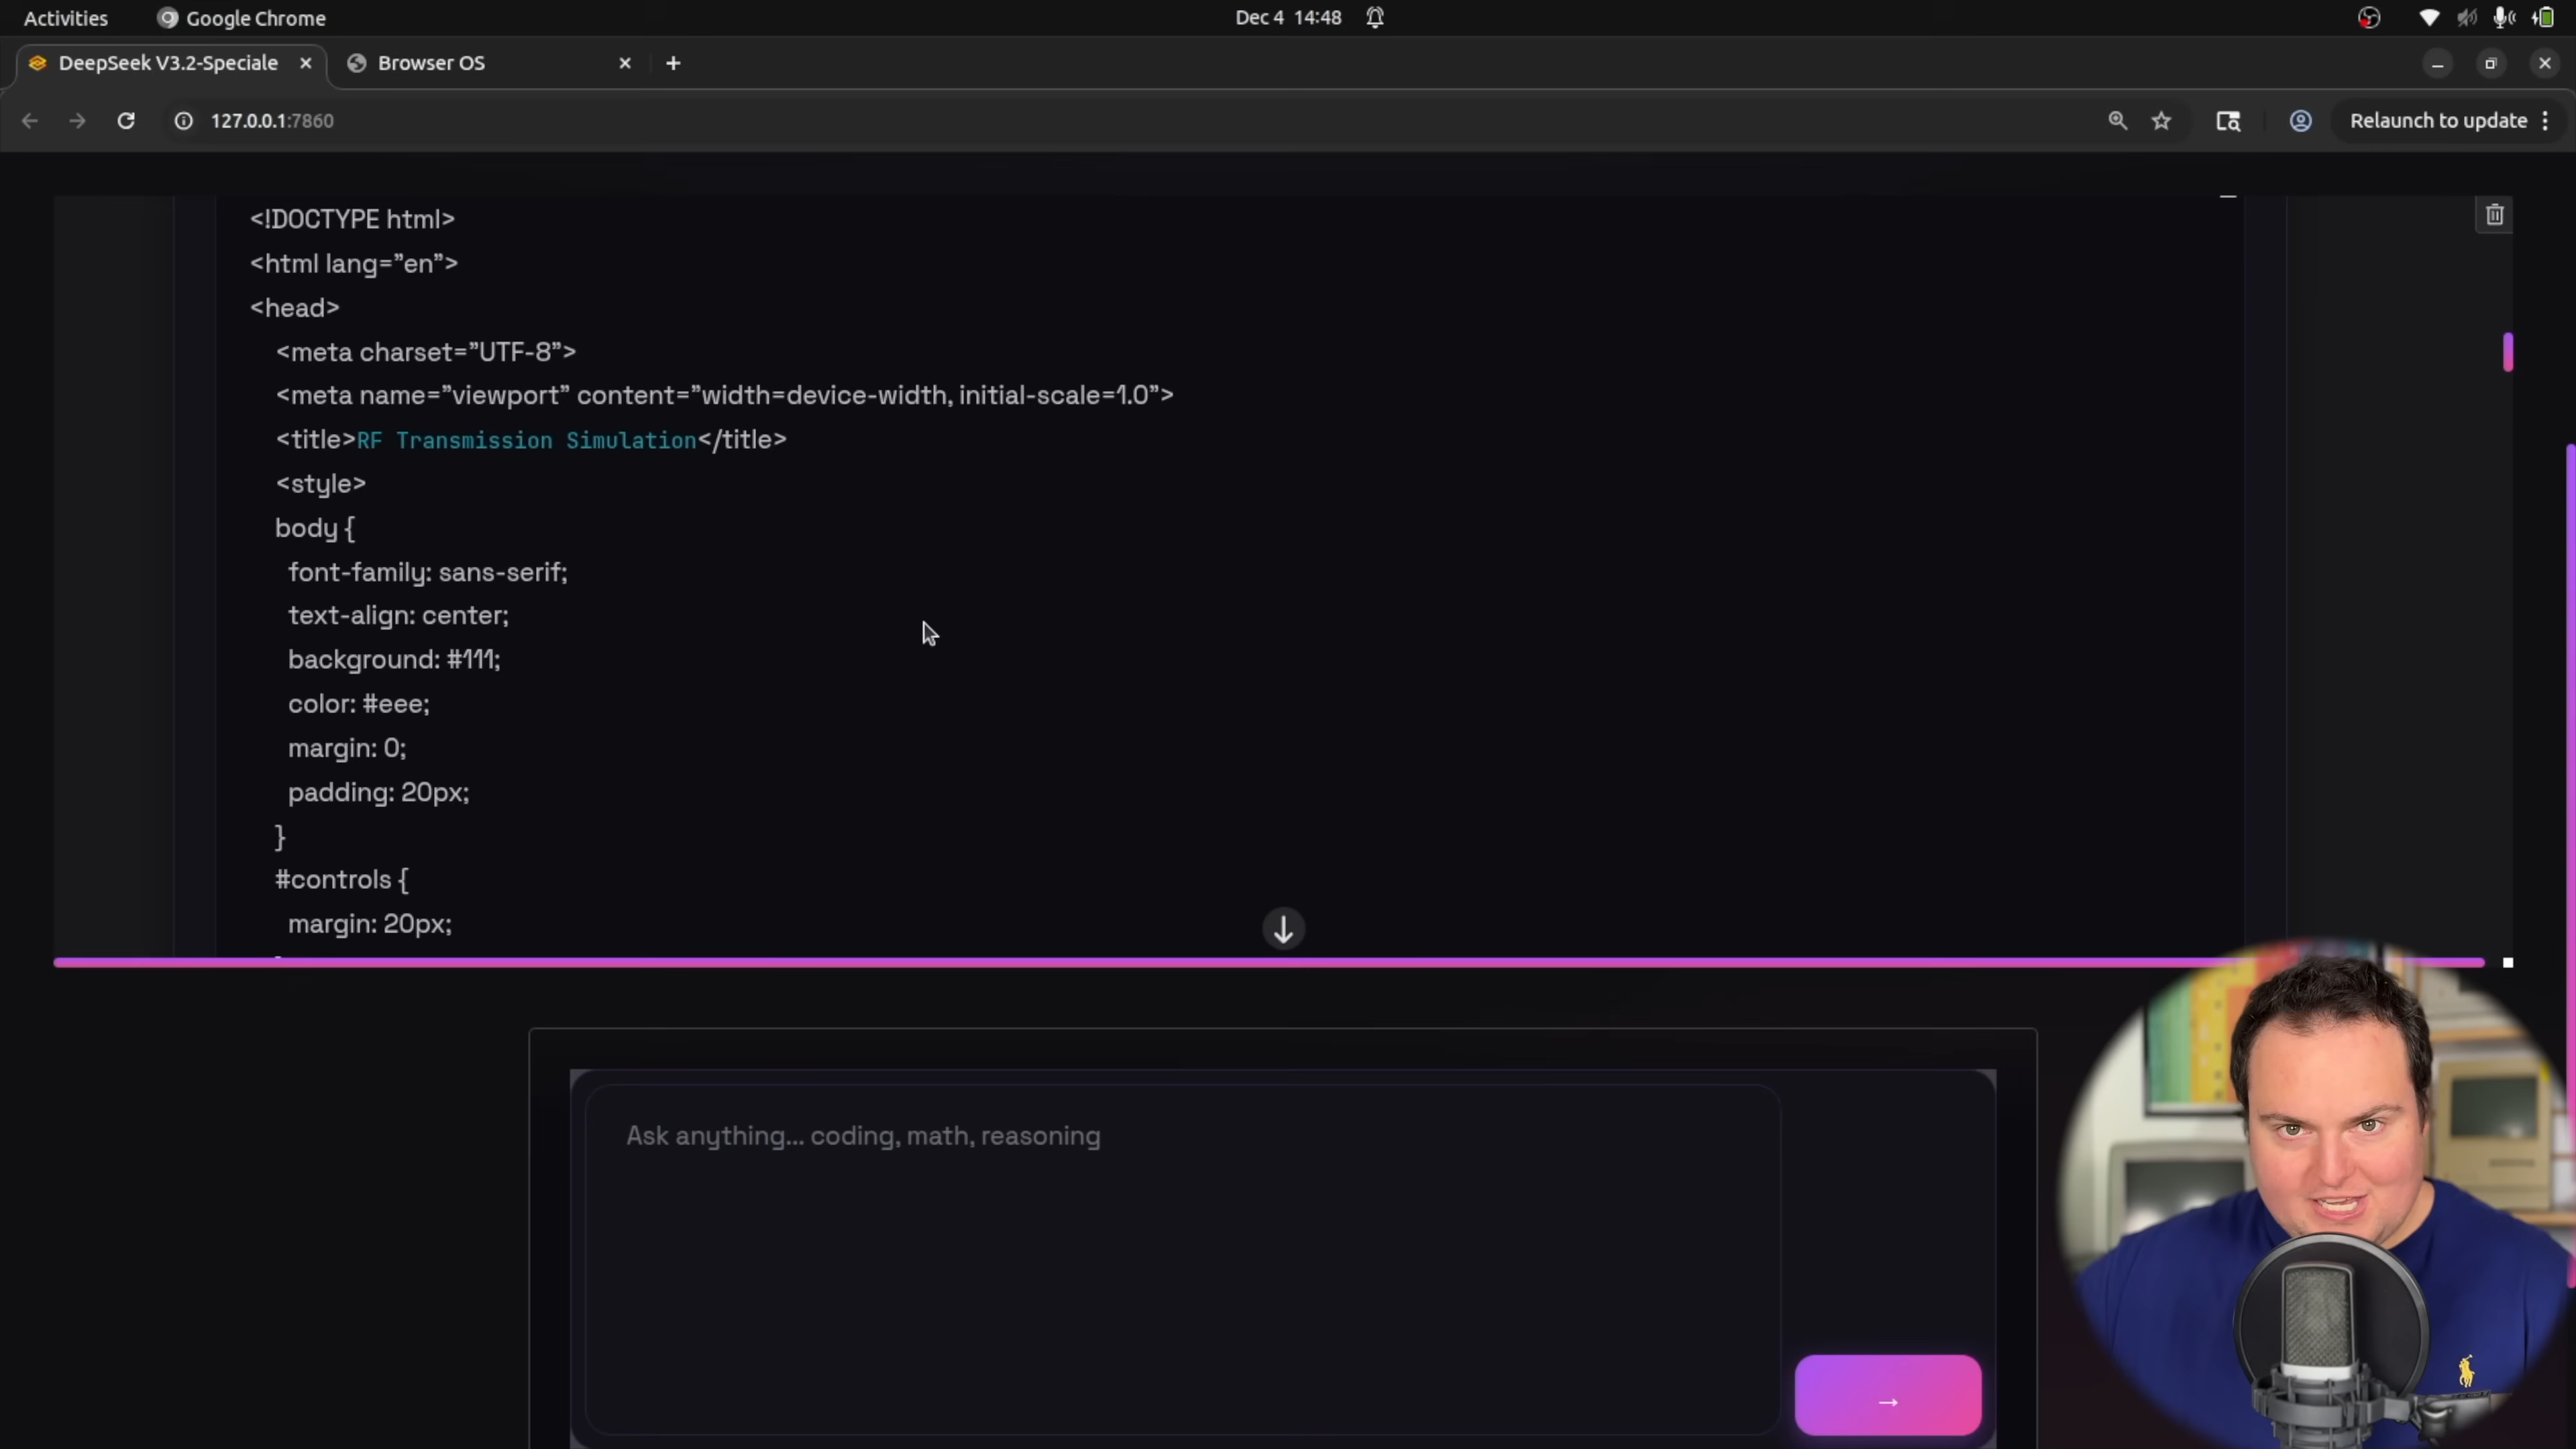 Activities
Google Chrome
Dec 4 14:48
DeepSeek V3.2-Speciale
Browser OS
127.0.0.1:7860
Relaunch to update
<!DOCTYPE html>
<html lang="en">
<head>
<meta charset="UTF-8">
<meta name="viewport" content="width=device-width, initial-scale=1.0">
<title>RF Transmission Simulation</title>
<style>
body {
font-family: sans-serif;
text-align: center;
background: #111;
color: #eee;
margin: 0;
padding: 20px;
}
#controls {
margin: 20px;
Ask anything... coding, math, reasoning
→